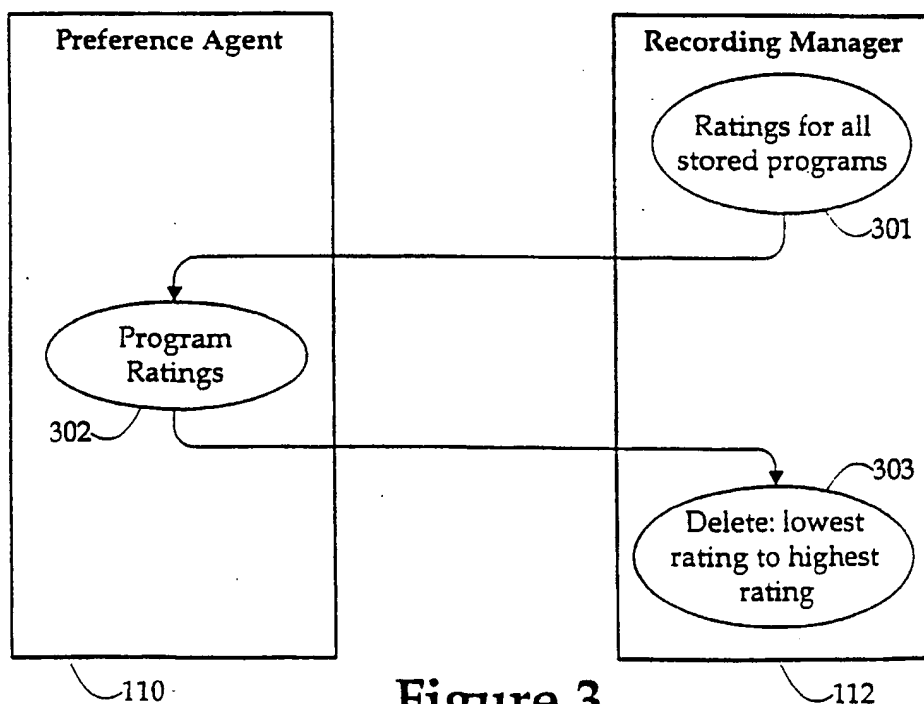 Preference Agent
Recording Manager
Ratings for all
stored programs
301
Program
Ratings
302
303
Delete: lowest
rating to highest
rating
110
112
Figure 3